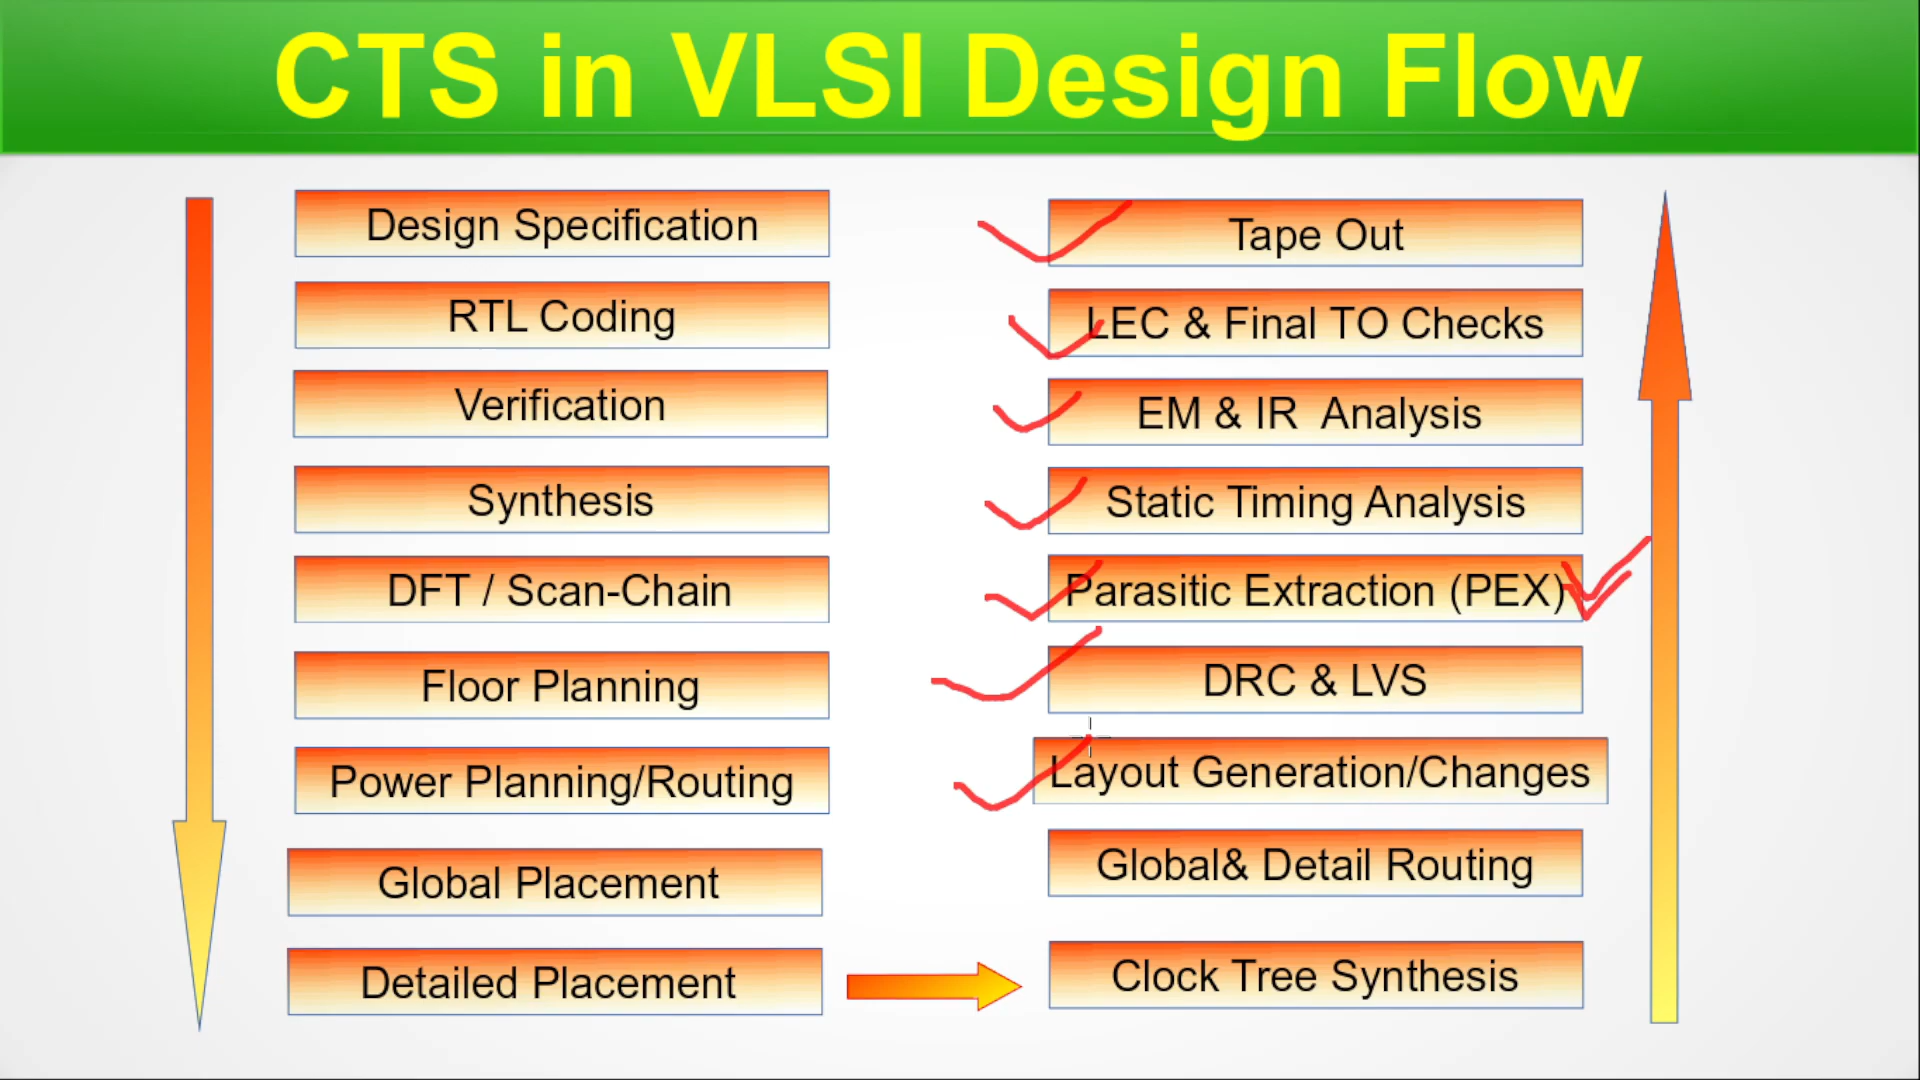 CTS in VLSI Design Flow
Design Specification
RTL Coding
Verification
Synthesis
DFT / Scan-Chain
Floor Planning
Power Planning/Routing
Global Placement
Detailed Placement
Tape Out
LEC & Final TO Checks
EM & IR  Analysis
Static Timing Analysis
Parasitic Extraction (PEX)
DRC & LVS
Layout Generation/Changes
Global& Detail Routing
Clock Tree Synthesis